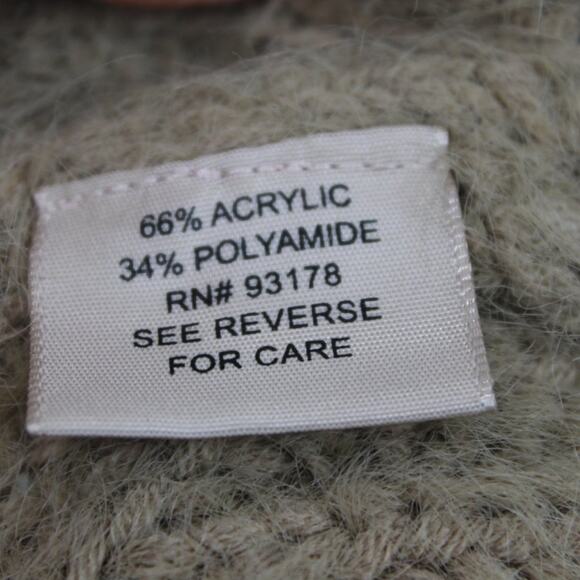 66% ACRYLIC
34% POLYAMIDE
RN# 93178
SEE REVERSE
FOR CARE